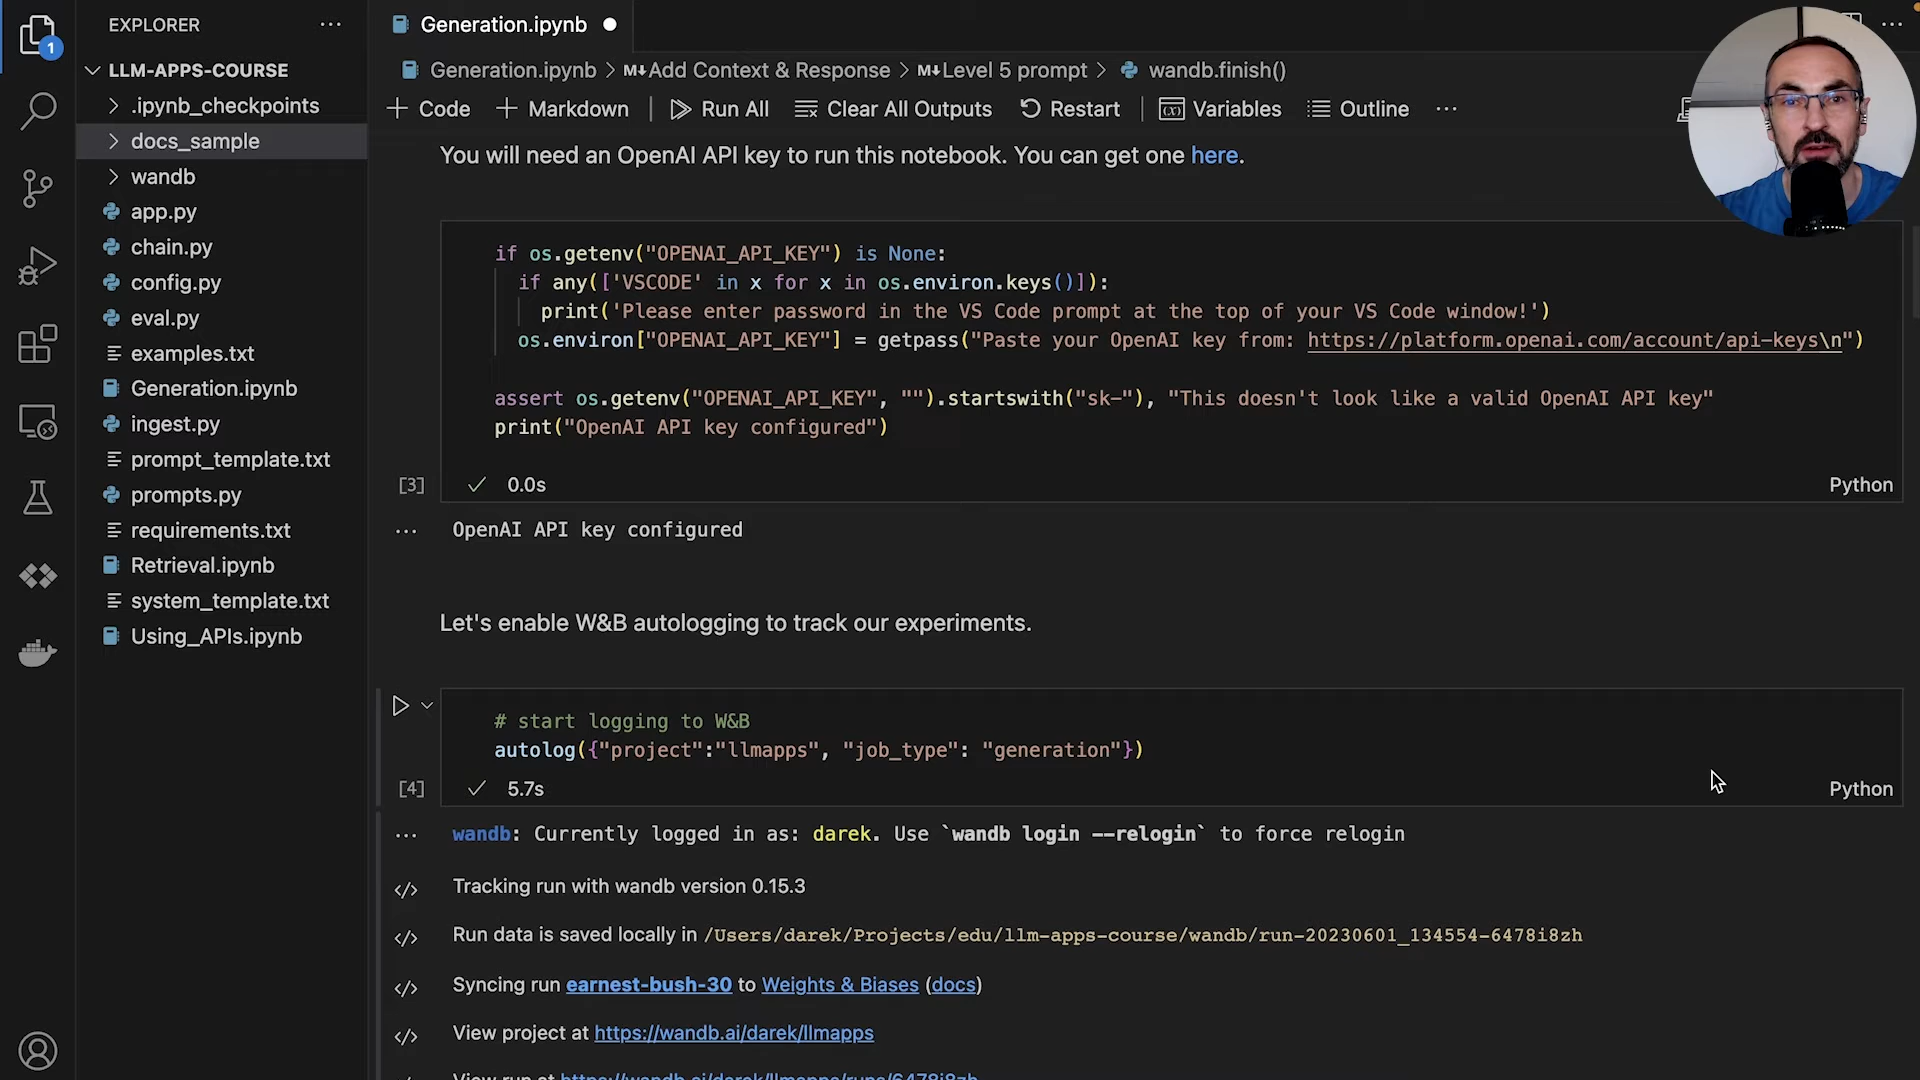 EXPLORER
Generation.ipynb
1
LLM-APPS-COURSE
.ipynb_checkpoints
docs_sample
wandb
app.py
chain.py
config.py
eval.py
examples.txt
Generation.ipynb
ingest.py
prompt_template.txt
prompts.py
requirements.txt
Retrieval.ipynb
system_template.txt
Using_APIs.ipynb
Generation.ipynb > M↓Add Context & Response > M↓Level 5 prompt > wandb.finish()
+ Code + Markdown | Run All Clear All Outputs Restart | Variables Outline ...
You will need an OpenAI API key to run this notebook. You can get one here.
if os.getenv("OPENAI_API_KEY") is None:
if any(['VSCODE' in x for x in os.environ.keys()]):
print('Please enter password in the VS Code prompt at the top of your VS Code window!')
os.environ["OPENAI_API_KEY"] = getpass("Paste your OpenAI key from: https://platform.openai.com/account/api-keys\n")
assert os.getenv("OPENAI_API_KEY", "").startswith("sk-"), "This doesn't look like a valid OpenAI API key"
print("OpenAI API key configured")
[3] ✓ 0.0s Python
OpenAI API key configured
Let's enable W&B autologging to track our experiments.
# start logging to W&B
autolog({"project":"llmapps", "job_type": "generation"})
[4] ✓ 5.7s Python
wandb: Currently logged in as: darek. Use `wandb login --relogin` to force relogin
Tracking run with wandb version 0.15.3
Run data is saved locally in /Users/darek/Projects/edu/llm-apps-course/wandb/run-20230601_134554-6478i8zh
Syncing run earnest-bush-30 to Weights & Biases (docs)
View project at https://wandb.ai/darek/llmapps
View run at https://wandb.ai/darek/llmapps/runs/6478i8zh